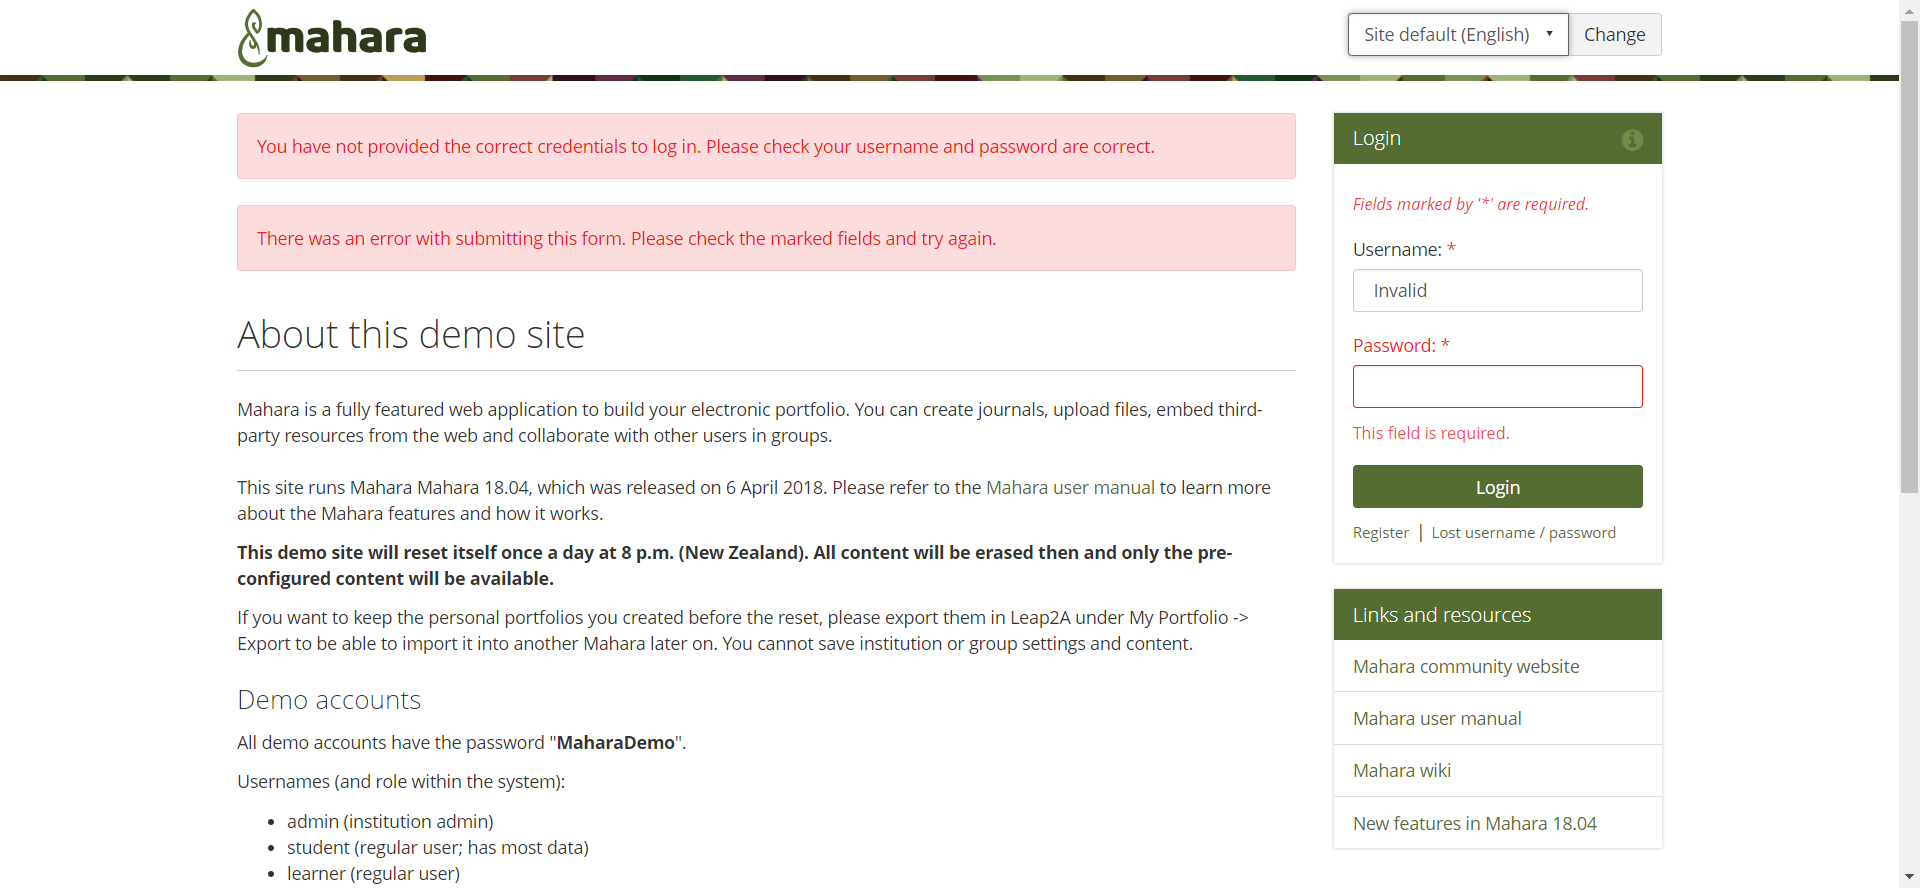 mahara
Site default (English)
Change
You have not provided the correct credentials to log in. Please check your username and password are correct.
There was an error with submitting this form. Please check the marked fields and try again.
About this demo site
Mahara is a fully featured web application to build your electronic portfolio. You can create journals, upload files, embed third-
party resources from the web and collaborate with other users in groups.
This site runs Mahara Mahara 18.04, which was released on 6 April 2018. Please refer to the Mahara user manual to learn more
about the Mahara features and how it works.
This demo site will reset itself once a day at 8 p.m. (New Zealand). All content will be erased then and only the pre-
configured content will be available.
If you want to keep the personal portfolios you created before the reset, please export them in Leap2A under My Portfolio ->
Export to be able to import it into another Mahara later on. You cannot save institution or group settings and content.
Demo accounts
All demo accounts have the password "MaharaDemo".
Usernames (and role within the system):
• admin (institution admin)
• student (regular user; has most data)
• learner (regular user)
Login
Fields marked by '*' are required.
Username: *
Invalid
Password: *
This field is required.
Login
Register | Lost username / password
Links and resources
Mahara community website
Mahara user manual
Mahara wiki
New features in Mahara 18.04